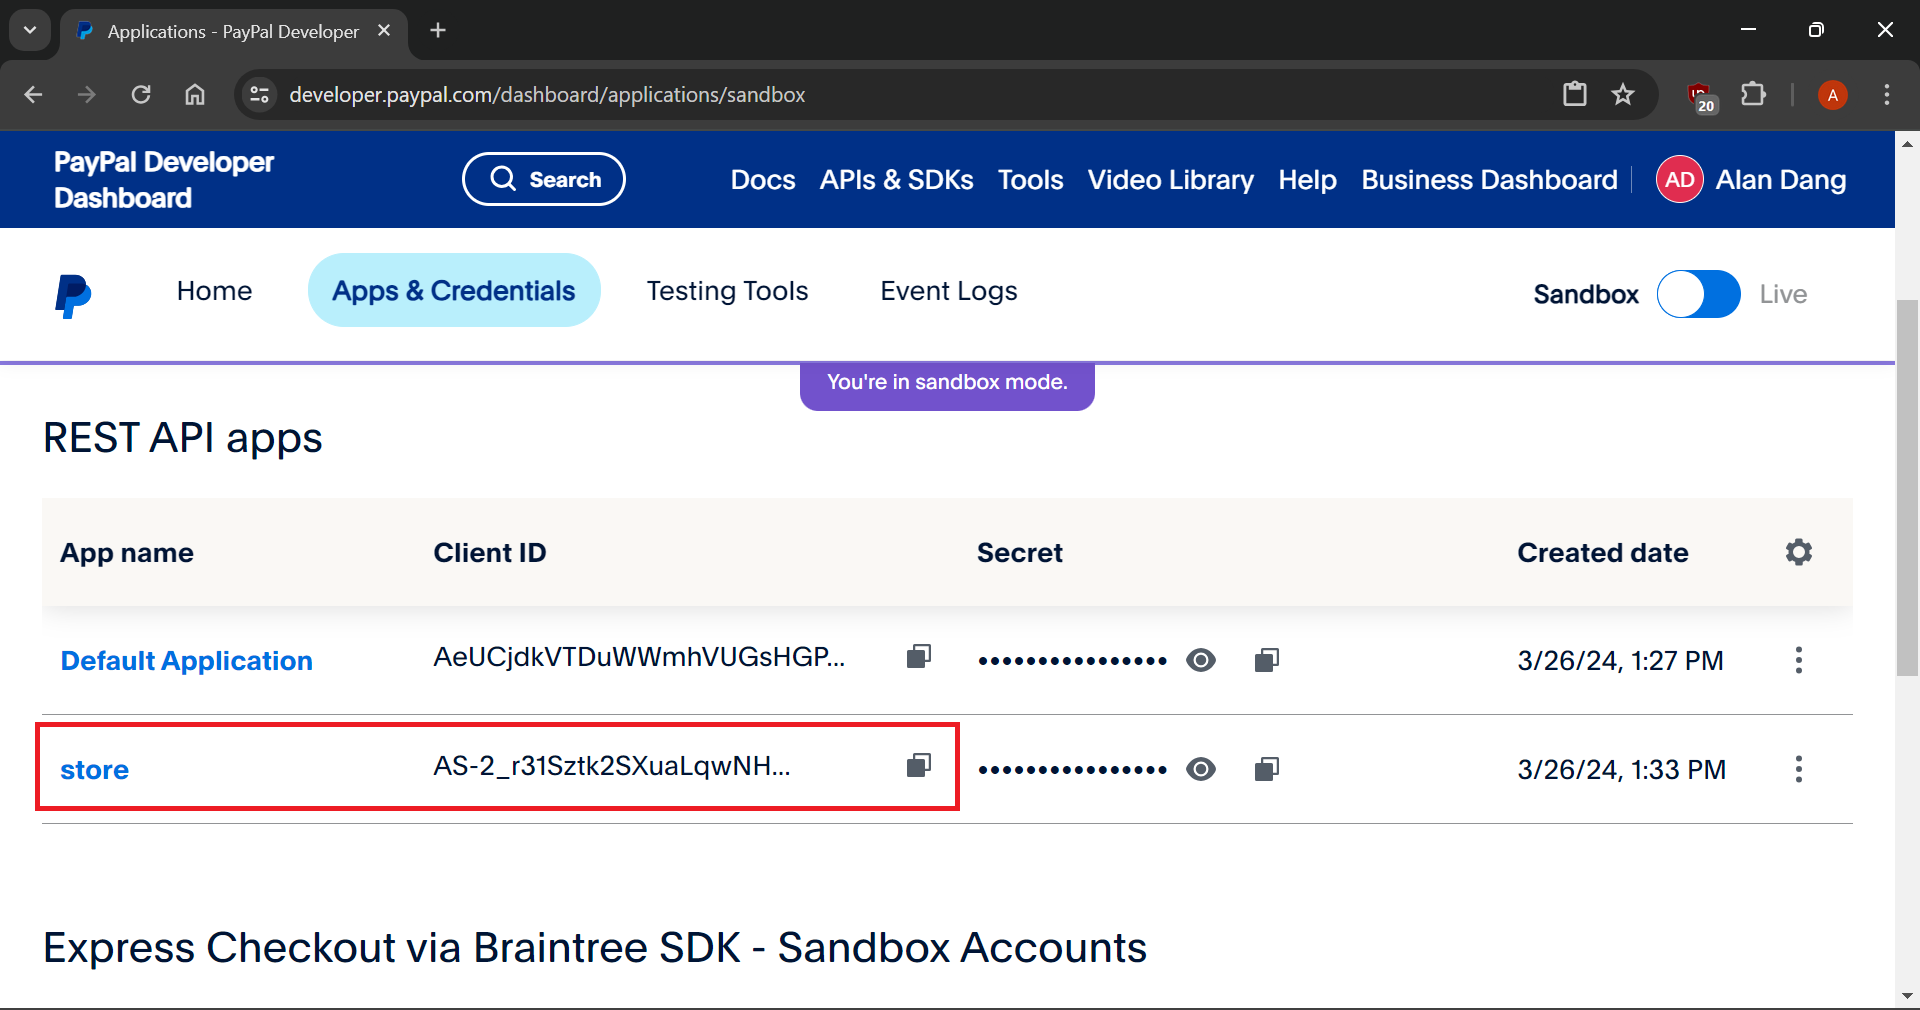 Applications - PayPal Developer
developer.paypal.com/dashboard/applications/sandbox
20
A
PayPal Developer
Dashboard
Search
Docs
APIs & SDKs
Tools
Video Library
Help
Business Dashboard
AD
Alan Dang
Home
Apps & Credentials
Testing Tools
Event Logs
Sandbox
Live
You're in sandbox mode.
REST API apps
App name
Client ID
Secret
Created date
Default Application
AeUCjdkVTDuWWmhVUGsHGP...
••••••••••••••••
3/26/24, 1:27 PM
store
AS-2_r31Sztk2SXuaLqwNH...
••••••••••••••••
3/26/24, 1:33 PM
Express Checkout via Braintree SDK - Sandbox Accounts